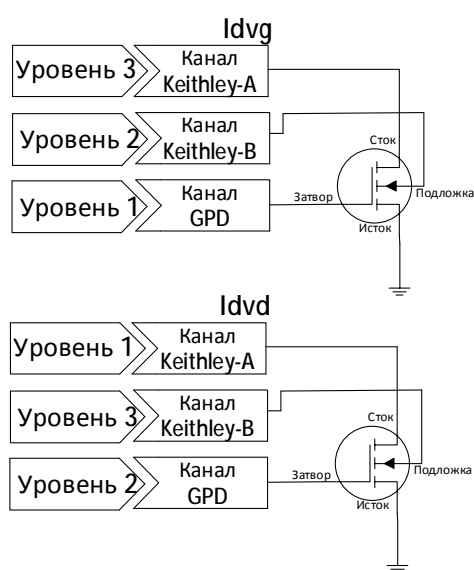 Idvg
Уровень 3
Канал
Keithley-A
Уровень 2
Канал
Keithley-B
Уровень 1
Канал
GPD
Сток
Затвор
Подложка
Исток
Idvd
Уровень 1
Канал
Keithley-A
Уровень 3
Канал
Keithley-B
Уровень 2
Канал
GPD
Сток
Затвор
Подложка
Исток